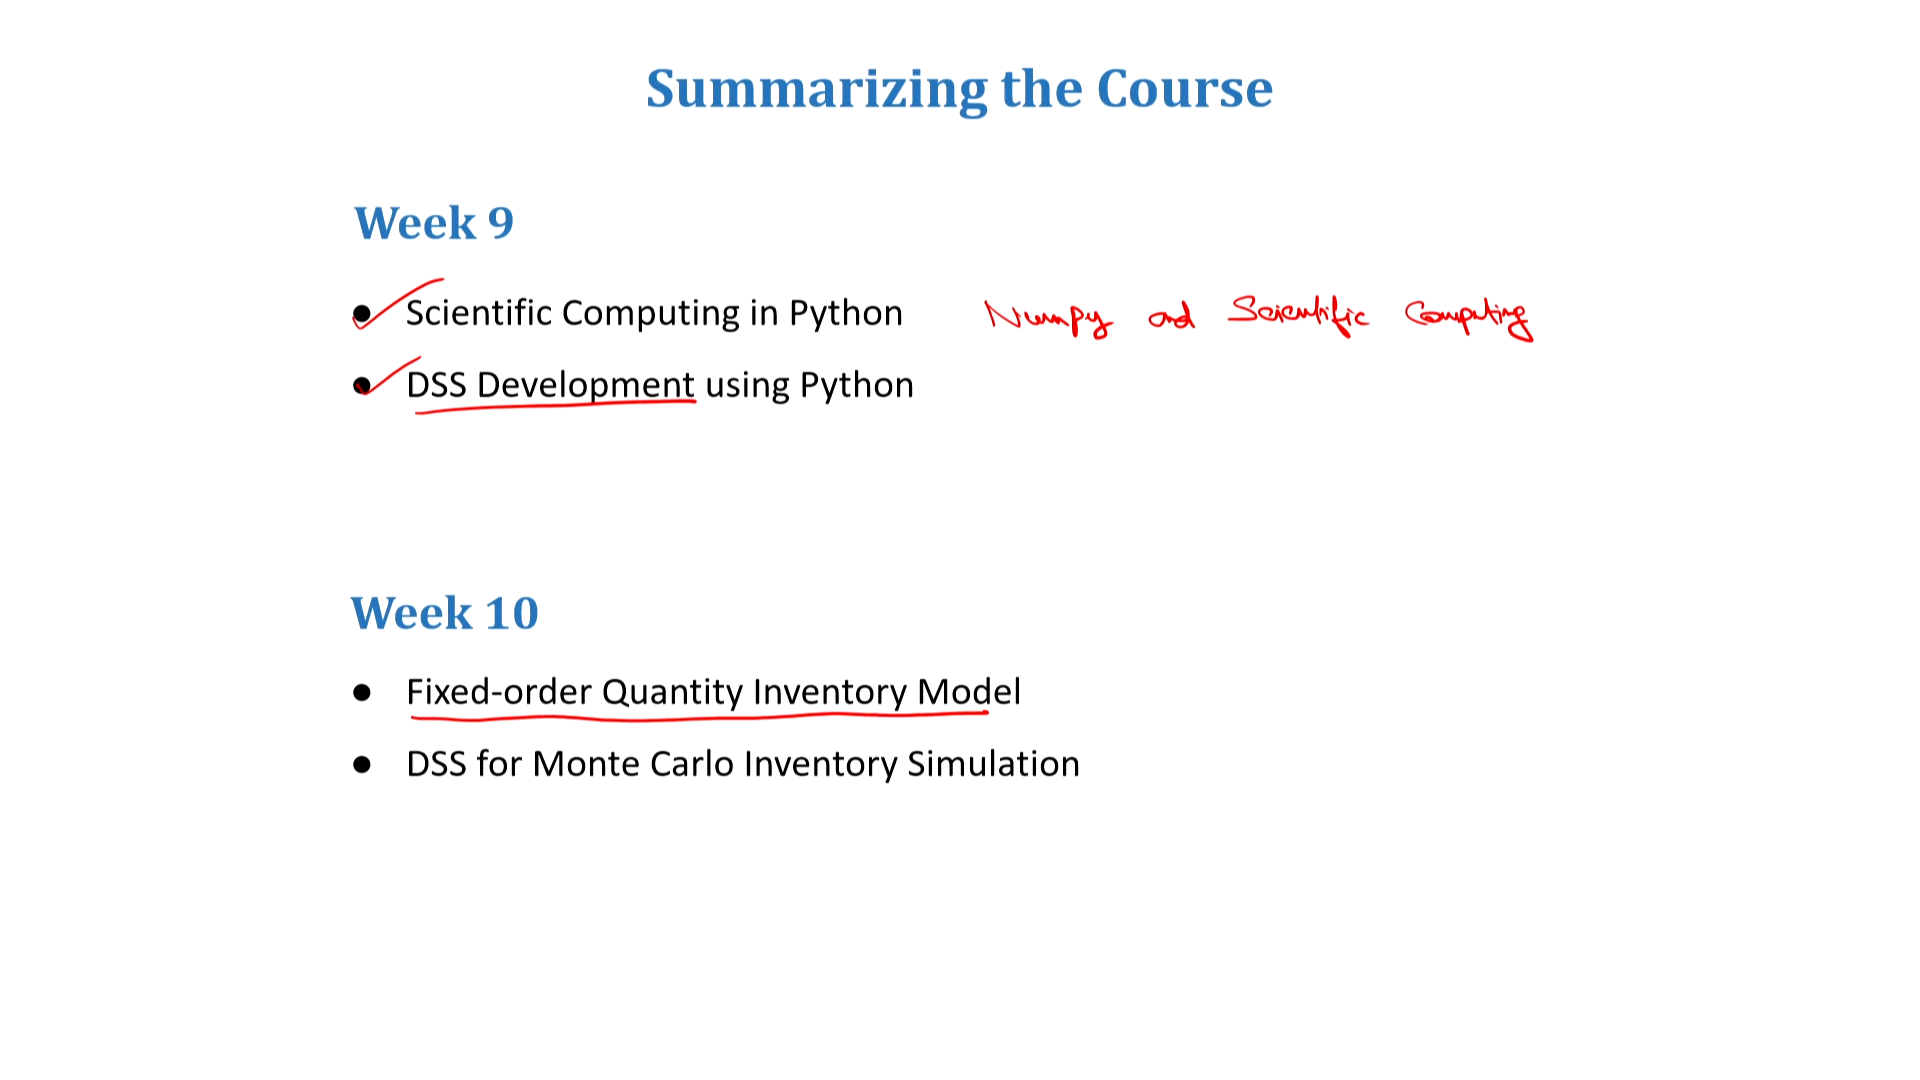 Summarizing the Course
Week 9
● Scientific Computing in Python Numpy and Scientific Computing
● DSS Development using Python
Week 10
● Fixed-order Quantity Inventory Model
● DSS for Monte Carlo Inventory Simulation